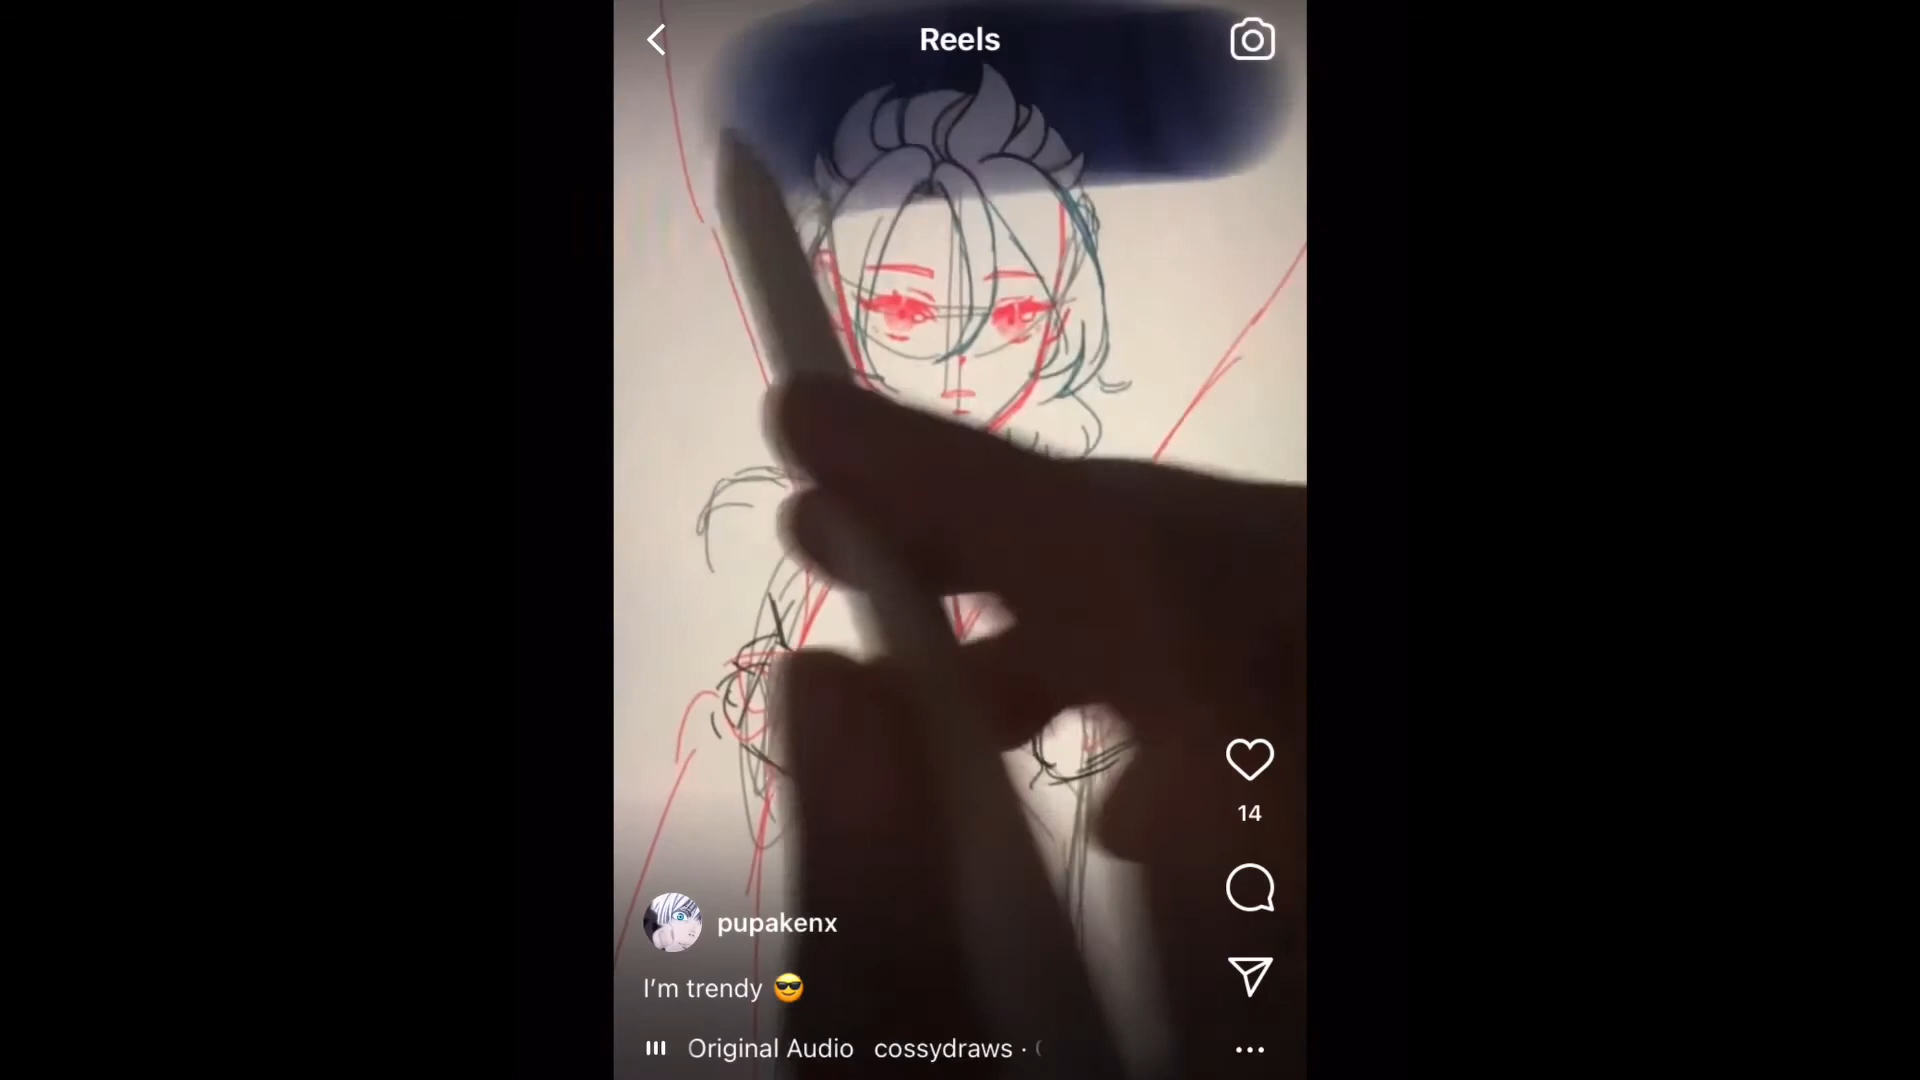 Reels
14
pupakenx
I'm trendy 😎
Original Audio cossydraws ·